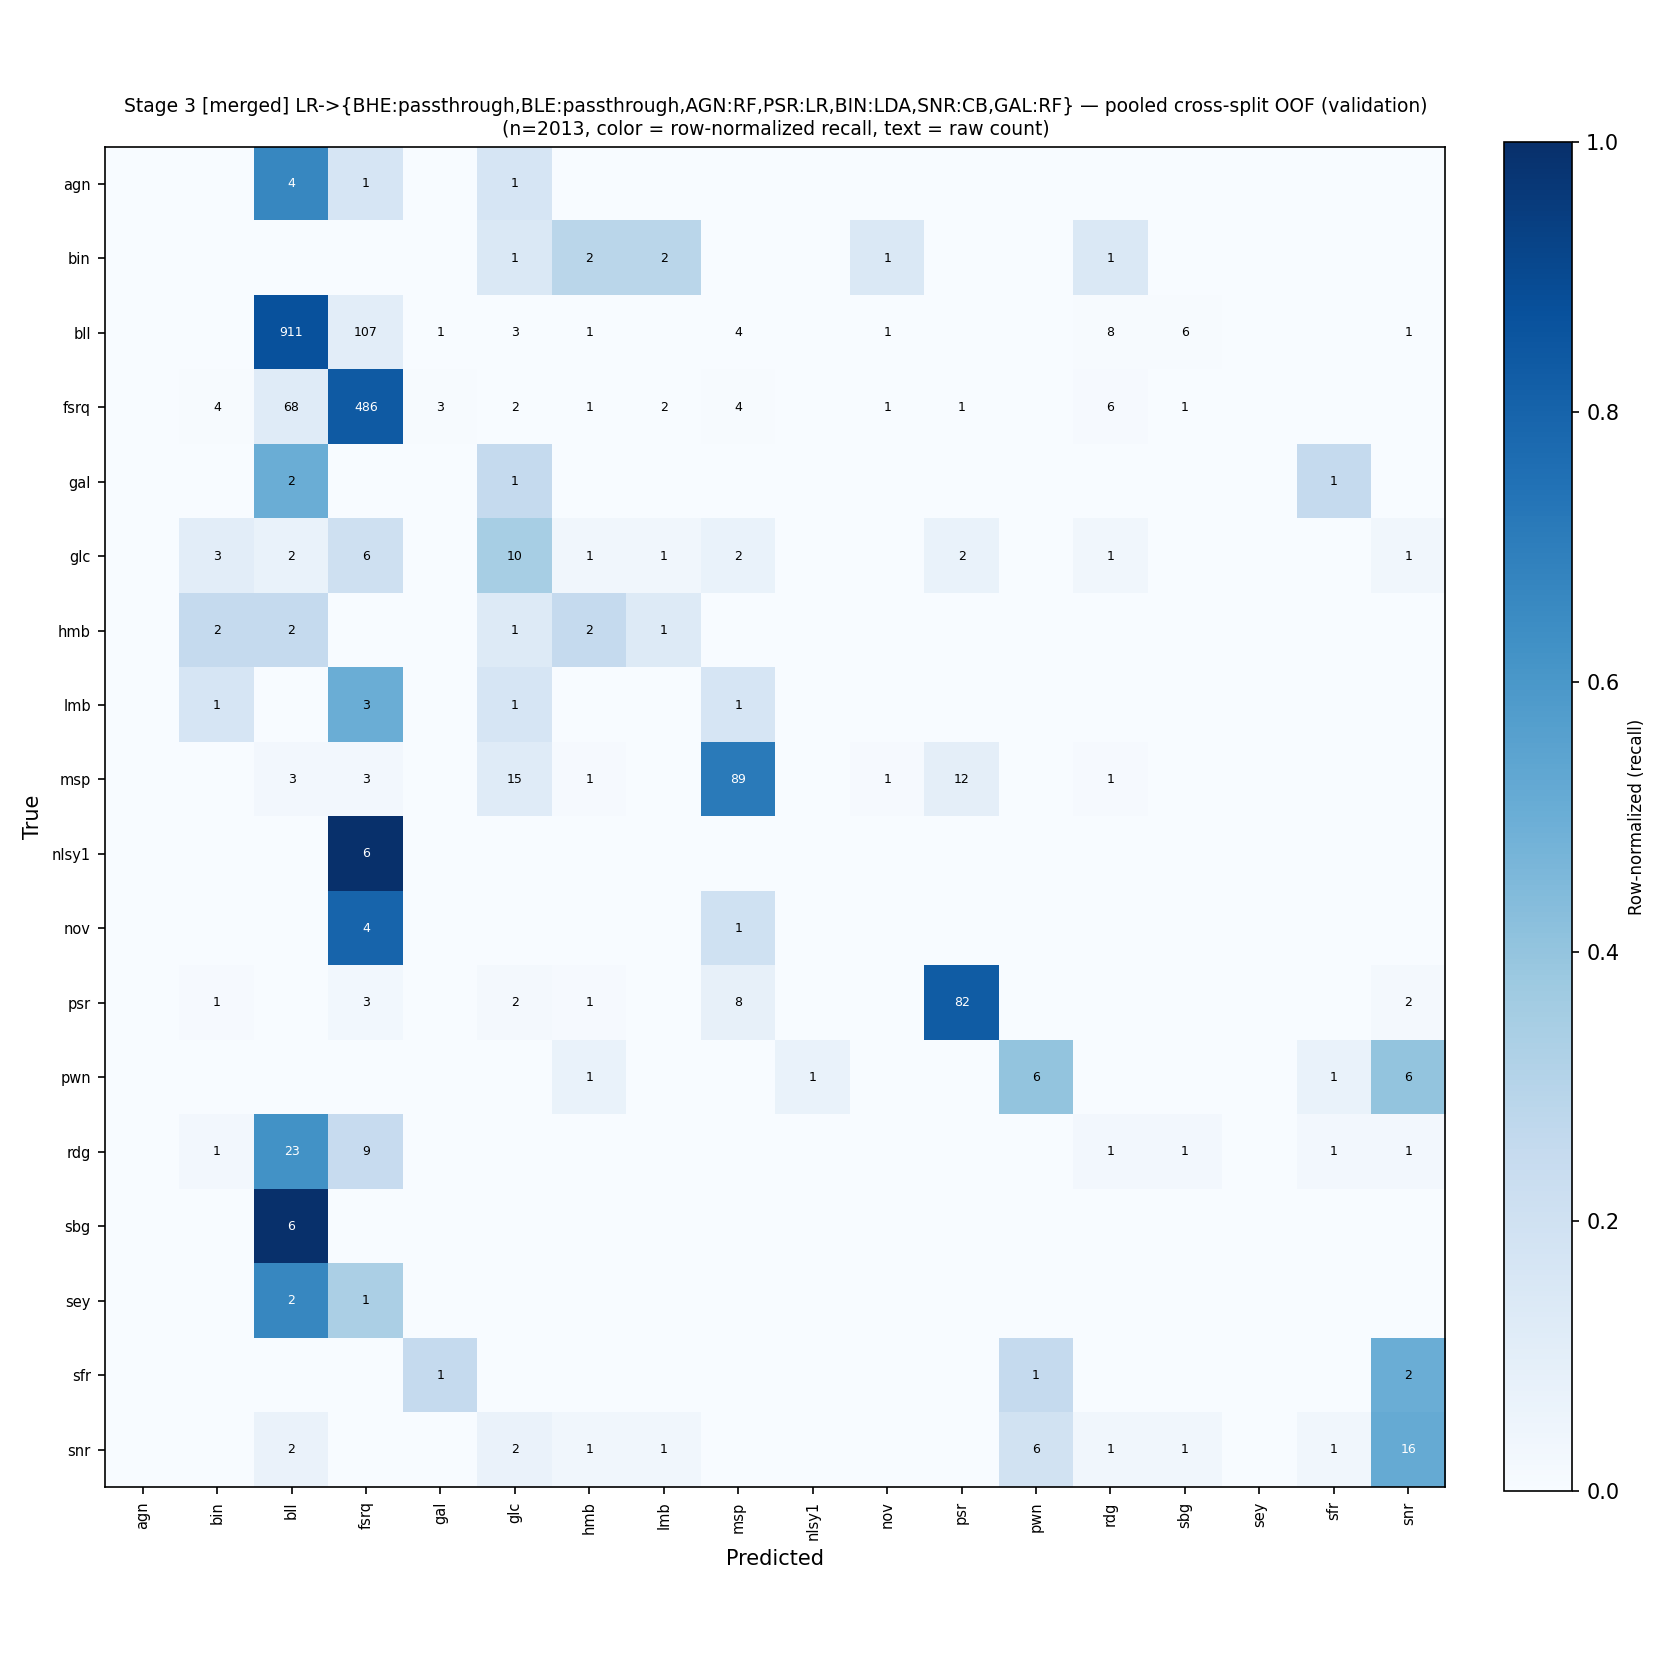 Stage 3 [merged] LR->{BHE:passthrough,BLE:passthrough,AGN:RF,PSR:LR,BIN:LDA,SNR:CB,GAL:RF} — pooled cross-split OOF (validation)
(n=2013, color = row-normalized recall, text = raw count)
True
agn 4 1 1
bin 1 2 2 1 1
bll 911 107 1 3 1 4 1 8 6 1
fsrq 4 68 486 3 2 1 2 4 1 1 6 1
gal 2 1 1
glc 3 2 6 10 1 1 2 2 1 1
hmb 2 2 1 2 1
lmb 1 3 1 1
msp 3 3 15 1 89 1 12 1
nlsy1 6
nov 4 1
psr 1 3 2 1 8 82 2
pwn 1 1 6 1 6
rdg 1 23 9 1 1 1 1
sbg 6
sey 2 1
sfr 1 1 2
snr 2 2 1 1 6 1 1 1 16
agn bin bll fsrq gal glc hmb lmb msp nlsy1 nov psr pwn rdg sbg sey sfr snr
Predicted
1.0
0.8
0.6
0.4
0.2
0.0
Row-normalized (recall)